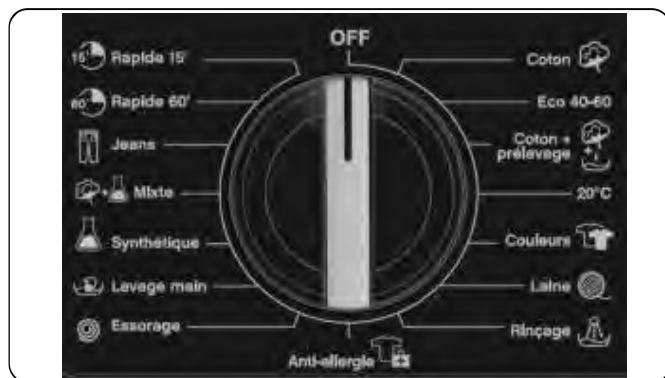 OFF
15' Rapide 15'
60' Rapide 60'
Jeans
Mixte
Synthétique
Lavage main
Essorage
Anti-allergie
Coton
Eco 40-60
Coton +
prélavage
20°C
Couleurs
Laine
Rinçage